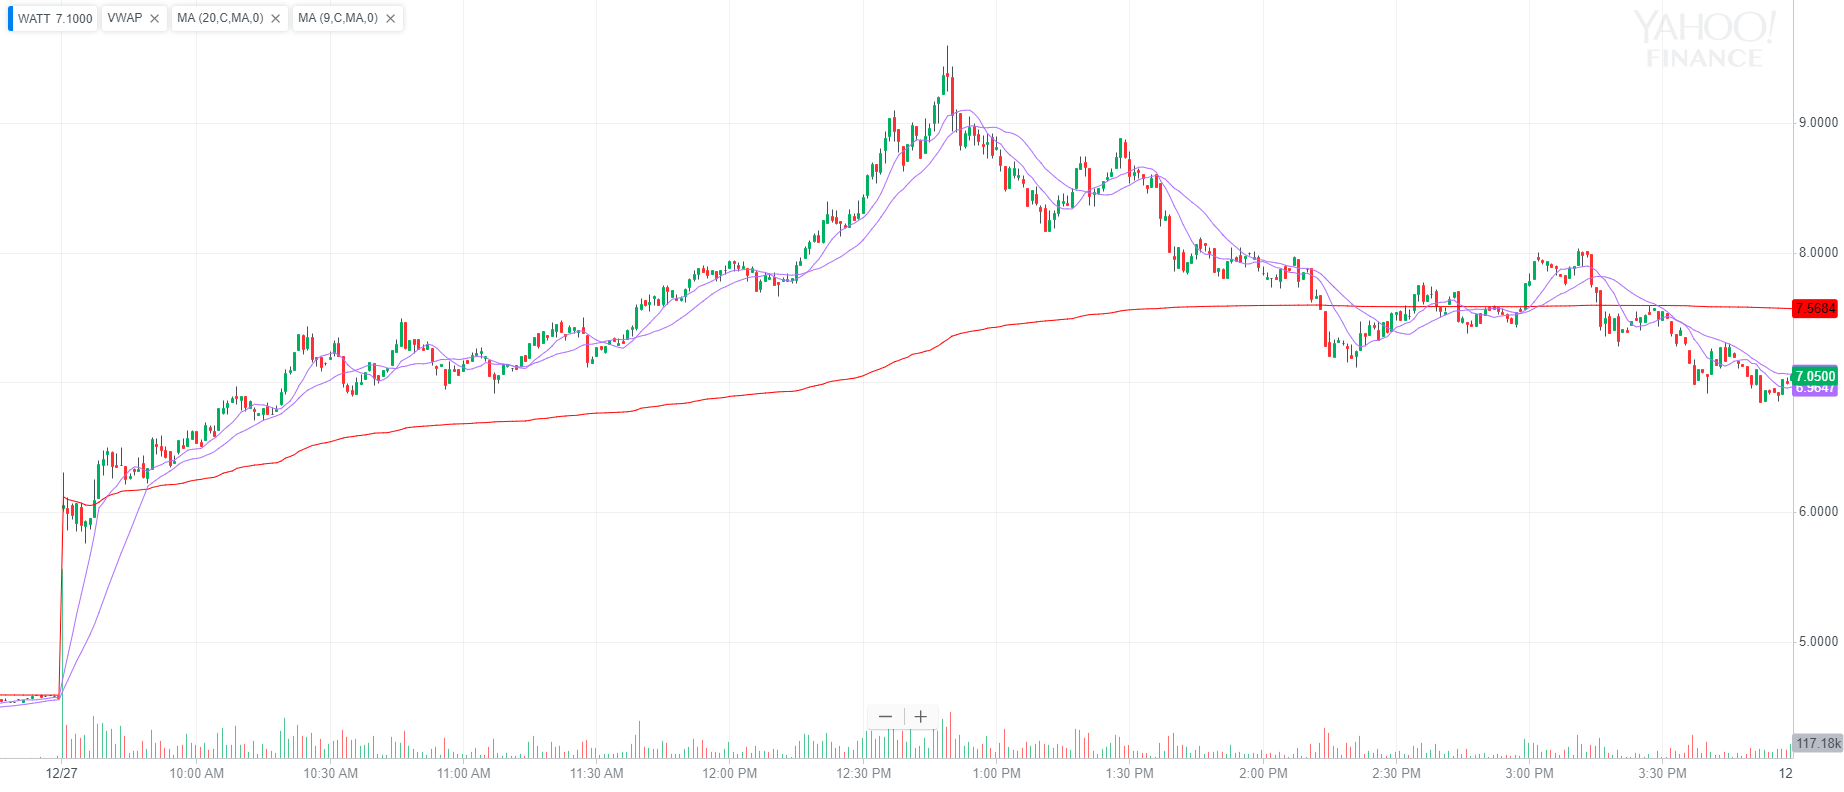 WATT 7.1000 VWAP ✕ MA (20,C,MA,0) ✕ MA (9,C,MA,0) ✕
YAHOO!
FINANCE
9.0000
8.0000
7.5684
7.0500
6.9647
6.0000
5.0000
− +
117.18k
12/27 10:00 AM 10:30 AM 11:00 AM 11:30 AM 12:00 PM 12:30 PM 1:00 PM 1:30 PM 2:00 PM 2:30 PM 3:00 PM 3:30 PM 12